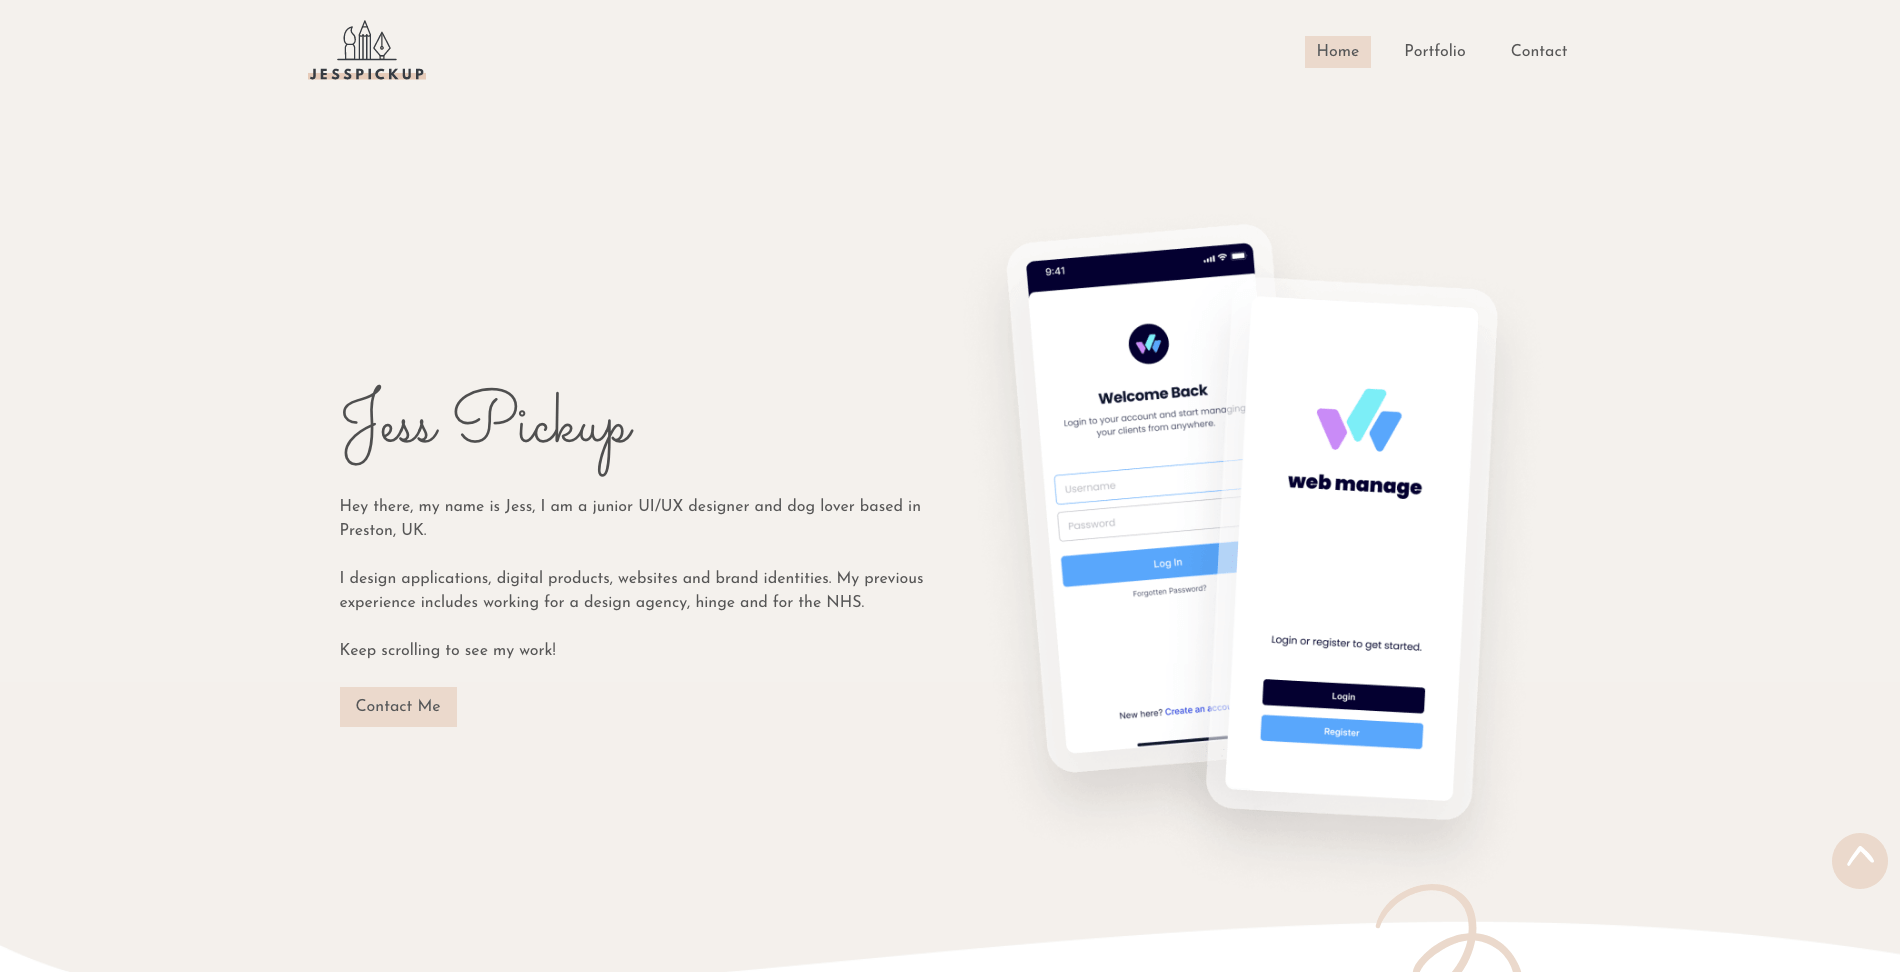 JESSPICKUP
Home
Portfolio
Contact
Jess Pickup
Hey there, my name is Jess, I am a junior UI/UX designer and dog lover based in
Preston, UK.
I design applications, digital products, websites and brand identities. My previous
experience includes working for a design agency, hinge and for the NHS.
Keep scrolling to see my work!
Contact Me
9:41
Welcome Back
Login to your account and start managing
your clients from anywhere.
Username
Password
Log In
Forgotten Password?
New here? Create an accou
web manage
Login or register to get started.
Login
Register